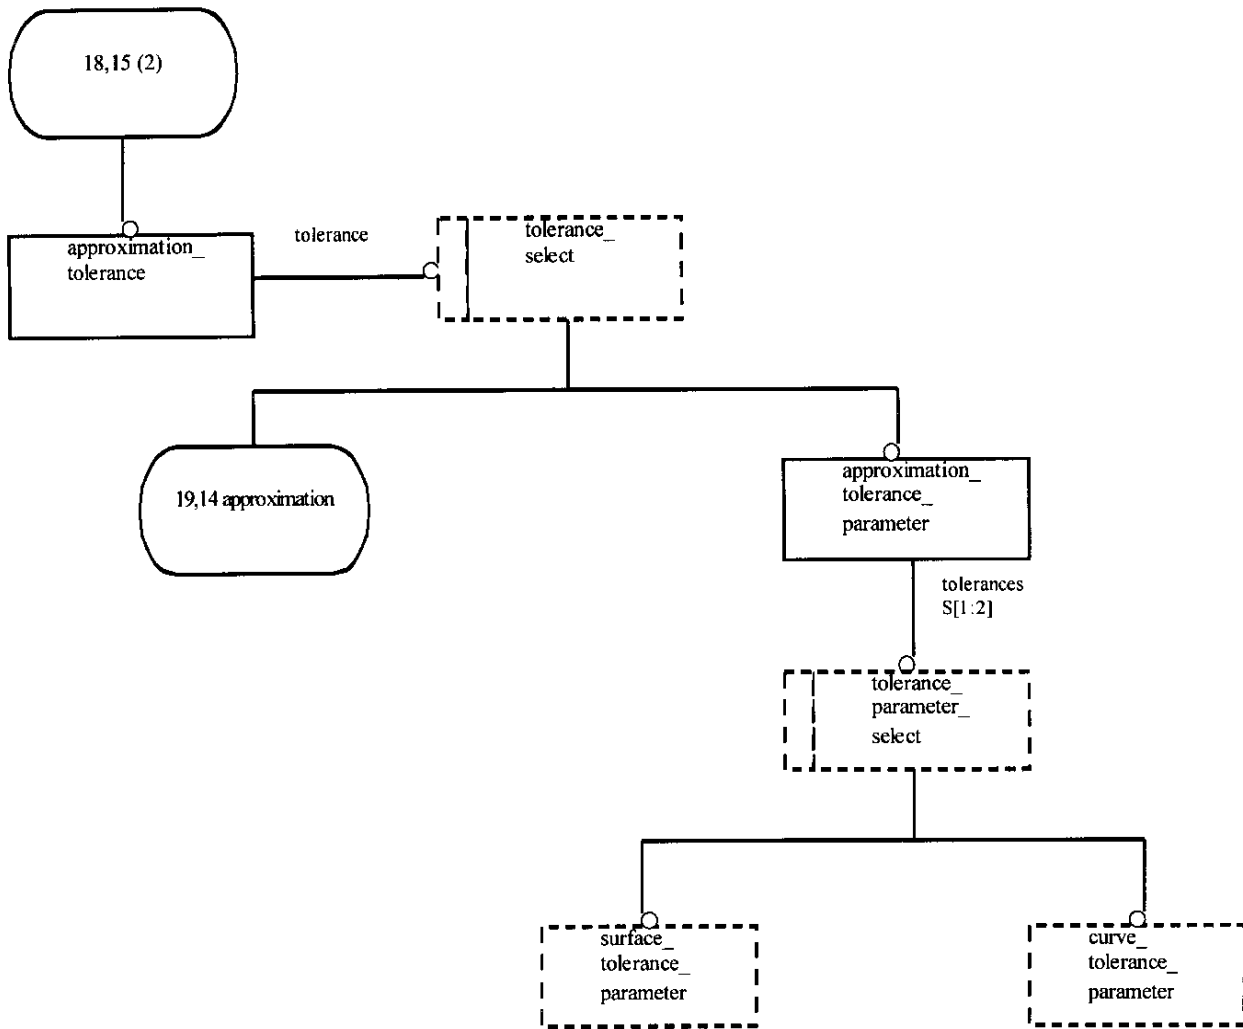 18,15 (2)
approximation_
tolerance
tolerance
tolerance_
select
19,14 approximation
approximation_
tolerance_
parameter
tolerances
S[1:2]
tolerance_
parameter_
select
surface_
tolerance_
parameter
curve_
tolerance_
parameter